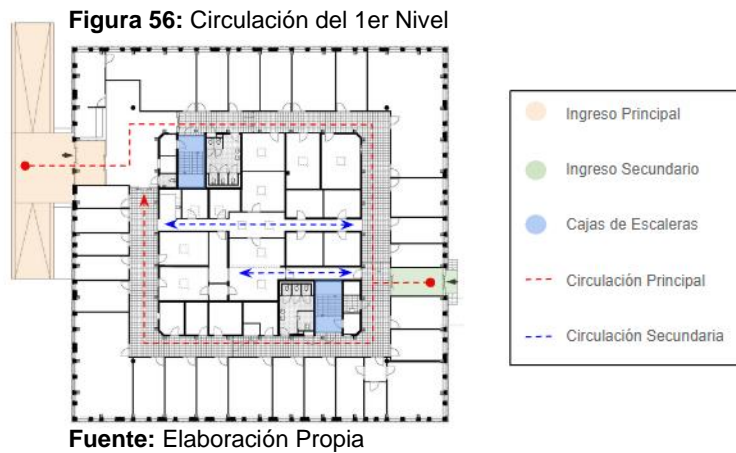 Figura 56: Circulación del 1er Nivel
Ingreso Principal
Ingreso Secundario
Cajas de Escaleras
Circulación Principal
Circulación Secundaria
Fuente: Elaboración Propia